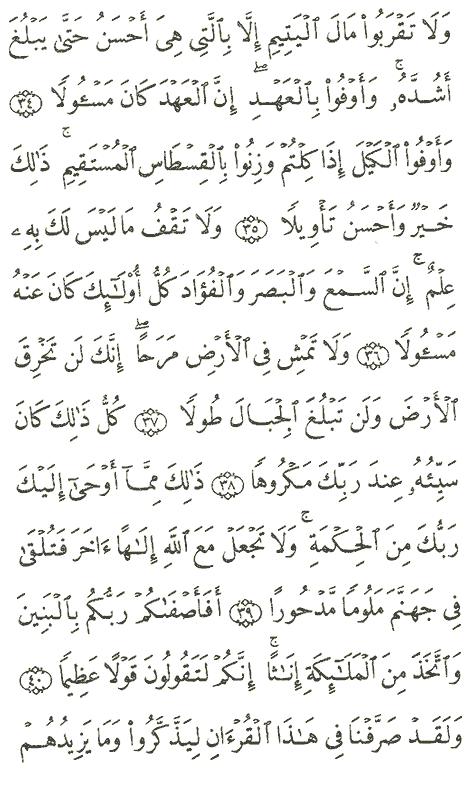 وَلَا تَقْرَبُوا۟ مَالَ ٱلْيَتِيمِ إِلَّا بِٱلَّتِي هِيَ أَحْسَنُ حَتَّىٰ يَبْلُغَ
أَشُدَّهُۥ ۚ وَأَوْفُوا۟ بِٱلْعَهْدِ ۖ إِنَّ ٱلْعَهْدَ كَانَ مَسْـُٔولًا ٣٤
وَأَوْفُوا۟ ٱلْكَيْلَ إِذَا كِلْتُمْ وَزِنُوا۟ بِٱلْقِسْطَاسِ ٱلْمُسْتَقِيمِ ۚ ذَٰلِكَ
خَيْرٌ وَأَحْسَنُ تَأْوِيلًا ٣٥ وَلَا تَقْفُ مَا لَيْسَ لَكَ بِهِۦ
عِلْمٌ ۚ إِنَّ ٱلسَّمْعَ وَٱلْبَصَرَ وَٱلْفُؤَادَ كُلُّ أُو۟لَـٰٓئِكَ كَانَ عَنْهُ
مَسْـُٔولًا ٣٦ وَلَا تَمْشِ فِي ٱلْأَرْضِ مَرَحًا ۖ إِنَّكَ لَن تَخْرِقَ
ٱلْأَرْضَ وَلَن تَبْلُغَ ٱلْجِبَالَ طُولًا ٣٧ كُلُّ ذَٰلِكَ كَانَ
سَيِّئُهُۥ عِندَ رَبِّكَ مَكْرُوهًا ٣٨ ذَٰلِكَ مِمَّآ أَوْحَىٰٓ إِلَيْكَ
رَبُّكَ مِنَ ٱلْحِكْمَةِ ۗ وَلَا تَجْعَلْ مَعَ ٱللَّهِ إِلَـٰهًا ءَاخَرَ فَتُلْقَىٰ
فِي جَهَنَّمَ مَلُومًا مَّدْحُورًا ٣٩ أَفَأَصْفَىٰكُمْ رَبُّكُم بِٱلْبَنِينَ
وَٱتَّخَذَ مِنَ ٱلْمَلَـٰٓئِكَةِ إِنَـٰثًا ۚ إِنَّكُمْ لَتَقُولُونَ قَوْلًا عَظِيمًا ٤٠
وَلَقَدْ صَرَّفْنَا فِي هَـٰذَا ٱلْقُرْءَانِ لِيَذَّكَّرُوا۟ وَمَا يَزِيدُهُمْ